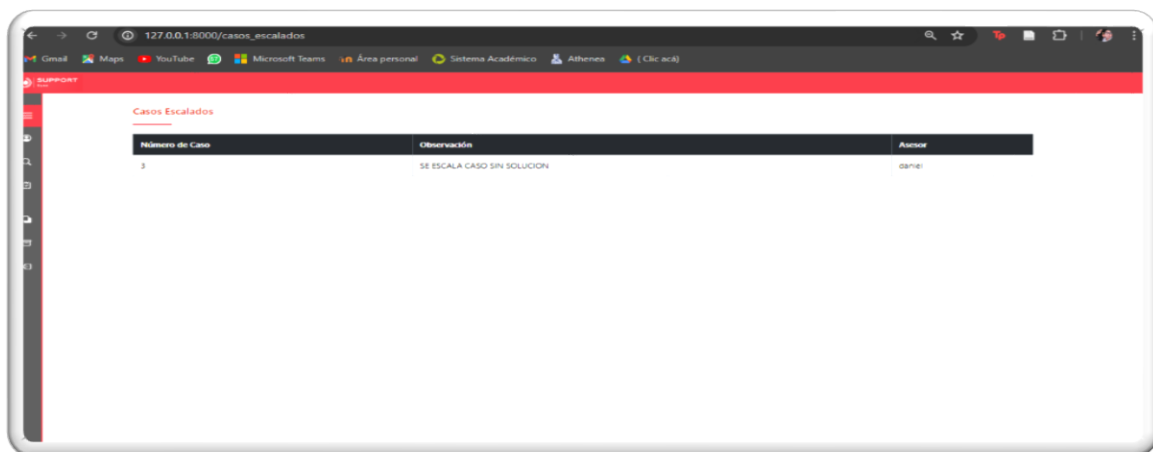 127.0.0.1:8000/casos_escalados
Gmail Maps YouTube Microsoft Teams Área personal Sistema Académico Athenea ( Clic acá)
SUPPORT
Casos Escalados
Número de Caso Observación Asesor
3 SE ESCALA CASO SIN SOLUCION daniel